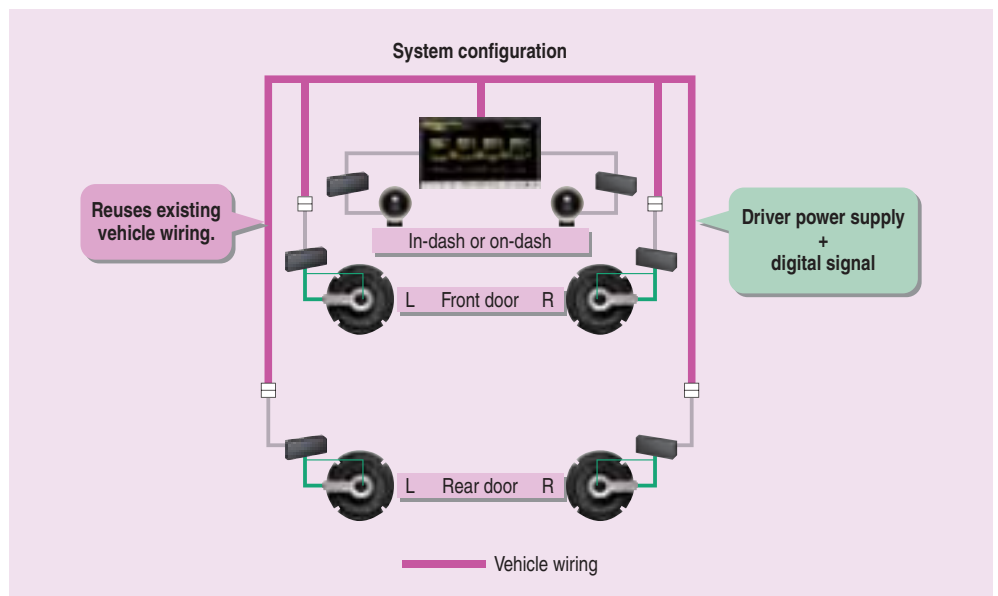 System configuration
Reuses existing
vehicle wiring.
Driver power supply
+
digital signal
In-dash or on-dash
L Front door R
L Rear door R
Vehicle wiring